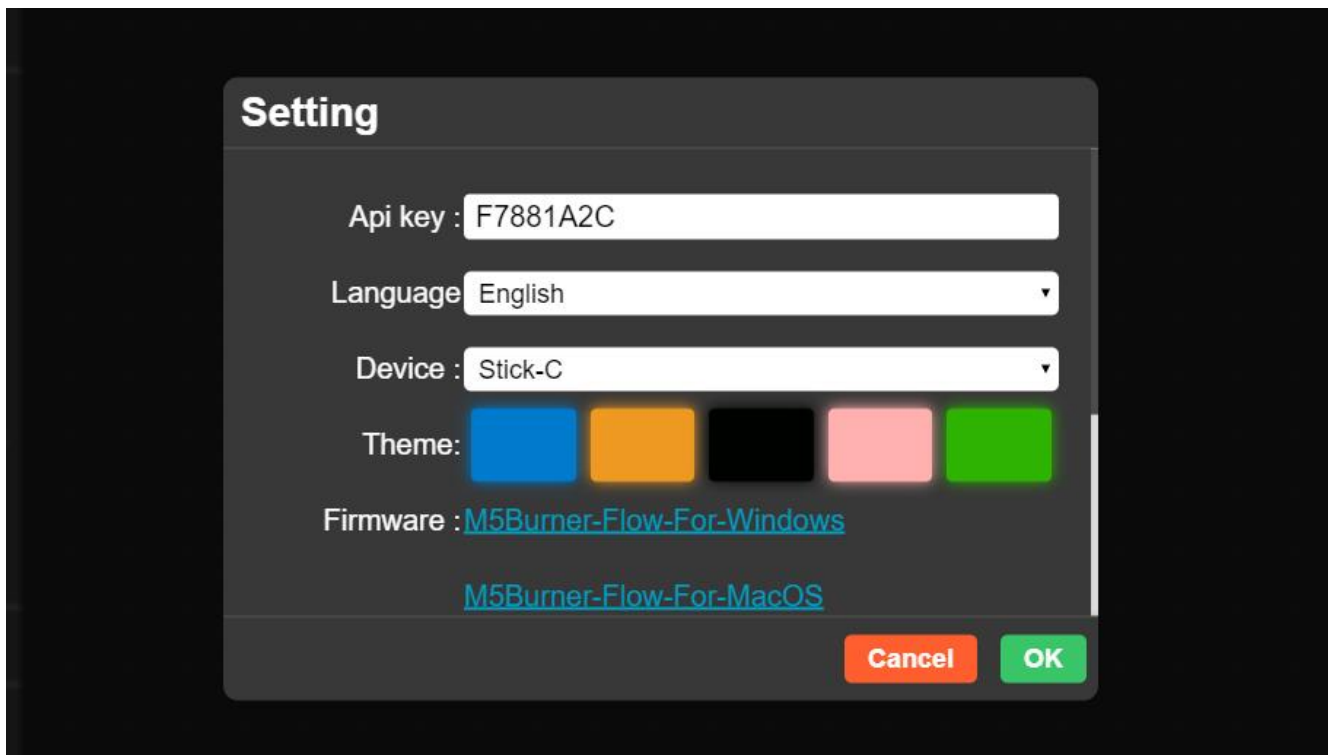 Setting
Api key : F7881A2C
Language English
Device : Stick-C
Theme:
Firmware : M5Burner-Flow-For-Windows
M5Burner-Flow-For-MacOS
Cancel OK